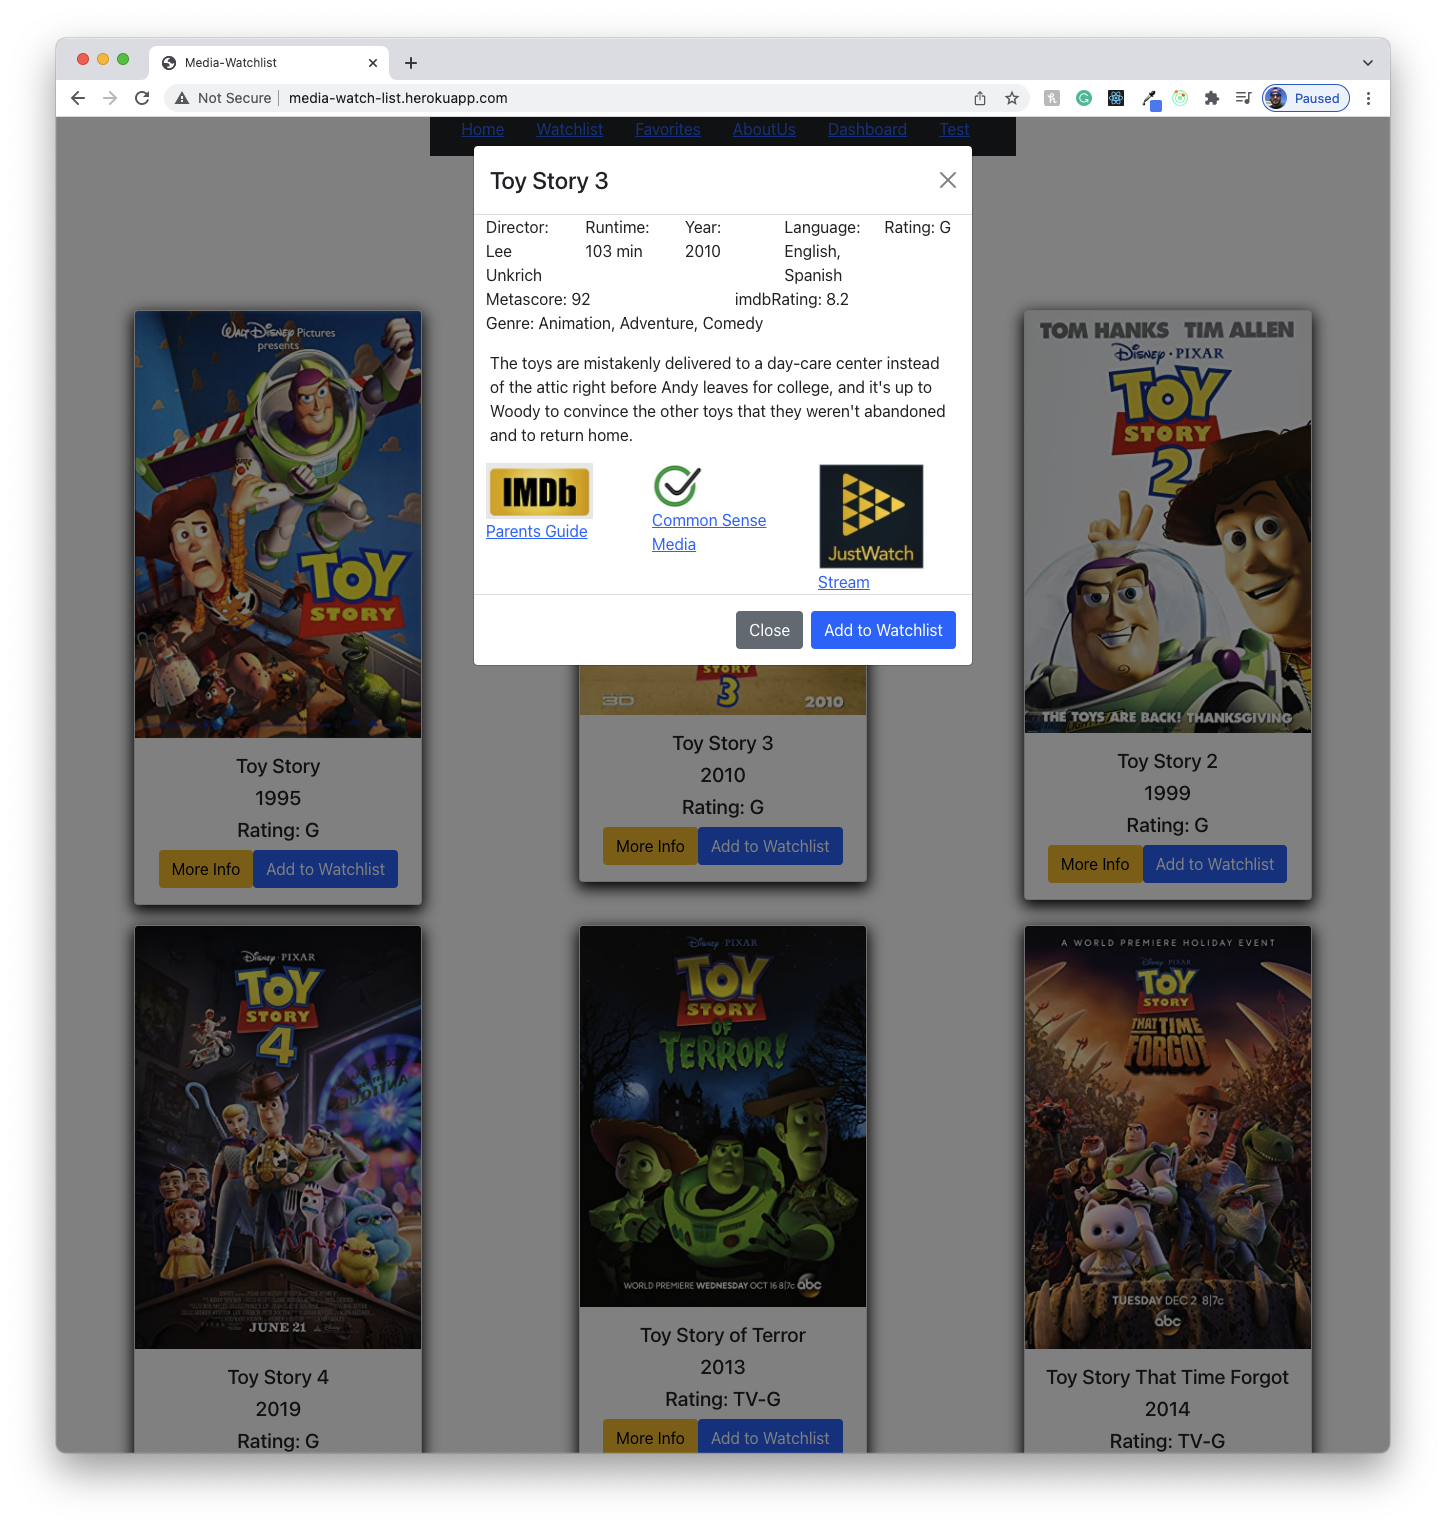 Media-Watchlist
Not Secure
media-watch-list.herokuapp.com
Paused
Home Watchlist Favorites AboutUs Dashboard Test
Toy Story 3
Director: Lee Unkrich
Runtime: 103 min
Year: 2010
Language: English, Spanish
Rating: G
Metascore: 92
imdbRating: 8.2
Genre: Animation, Adventure, Comedy
The toys are mistakenly delivered to a day-care center instead
of the attic right before Andy leaves for college, and it's up to
Woody to convince the other toys that they weren't abandoned
and to return home.
IMDb
Parents Guide
Common Sense
Media
JustWatch
Stream
Close
Add to Watchlist
WALT DISNEY Pictures
presents
TOY
STORY
Toy Story
1995
Rating: G
More Info
Add to Watchlist
STORY
3
3D
2010
Toy Story 3
2010
Rating: G
More Info
Add to Watchlist
TOM HANKS TIM ALLEN
Disney · PIXAR
TOY
STORY
2
THE TOYS ARE BACK! THANKSGIVING
Toy Story 2
1999
Rating: G
More Info
Add to Watchlist
Disney · PIXAR
TOY
STORY
4
JUNE 21
Toy Story 4
2019
Rating: G
Disney · PIXAR
TOY
STORY
OF
TERROR!
WORLD PREMIERE WEDNESDAY OCT 16 8|7c abc
Toy Story of Terror
2013
Rating: TV-G
More Info
Add to Watchlist
A WORLD PREMIERE HOLIDAY EVENT
Disney · PIXAR
TOY
STORY
THAT TIME
FORGOT
TUESDAY DEC 2 8|7c
abc
Toy Story That Time Forgot
2014
Rating: TV-G